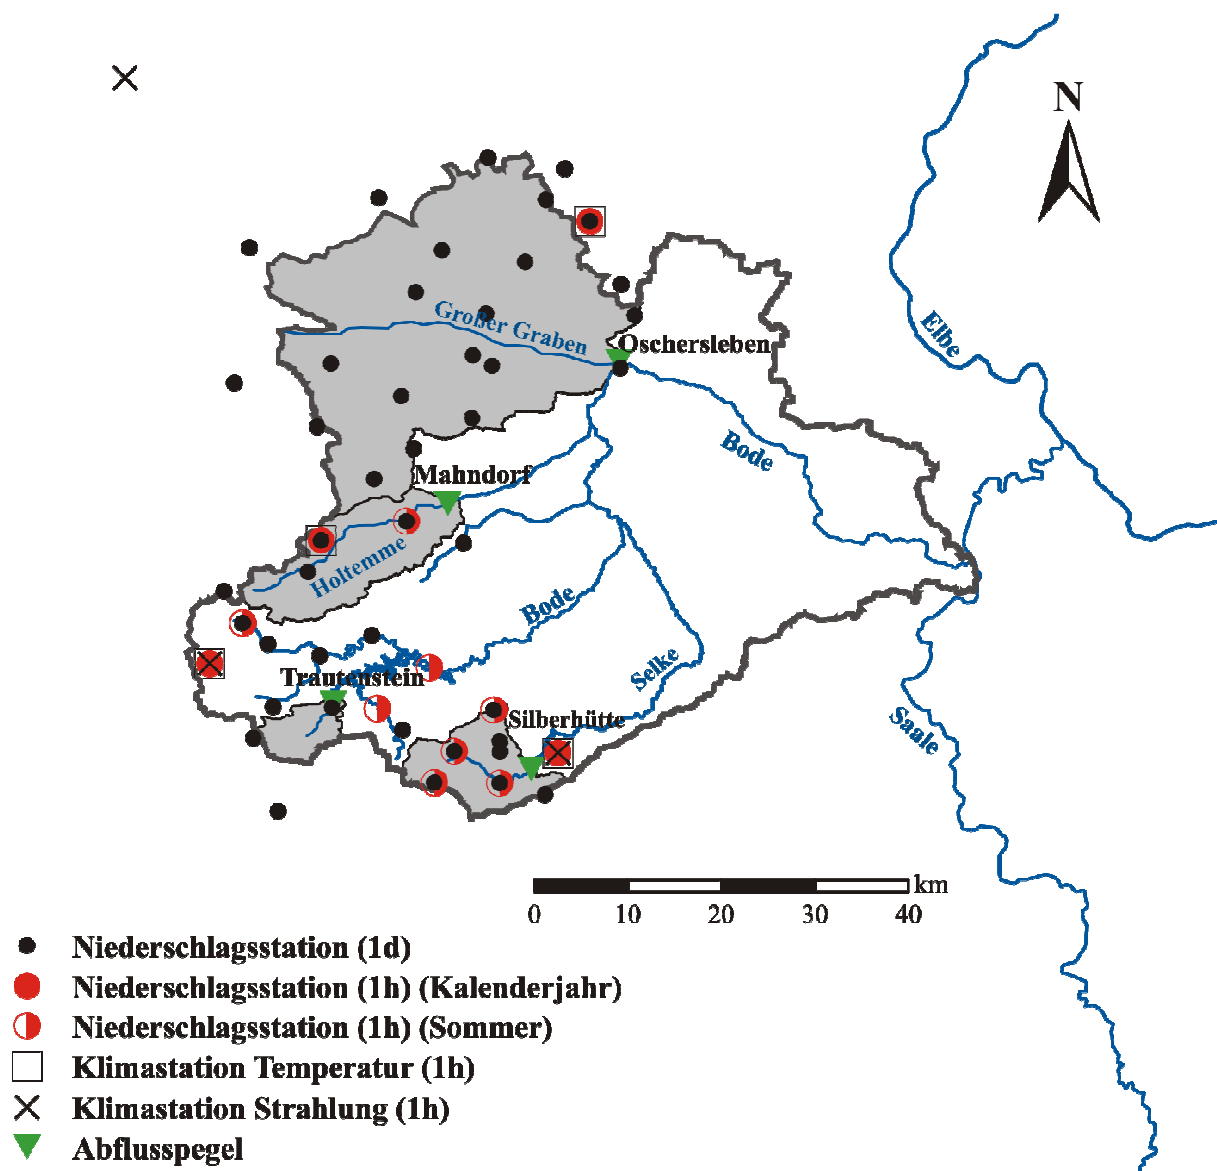 N
Elbe
Großer Graben
Oschersleben
Bode
Mahndorf
Holtemme
Bode
Trautenstein
Selke
Silberhütte
Saale
km
0 10 20 30 40
Niederschlagsstation (1d)
Niederschlagsstation (1h) (Kalenderjahr)
Niederschlagsstation (1h) (Sommer)
Klimastation Temperatur (1h)
Klimastation Strahlung (1h)
Abflusspegel